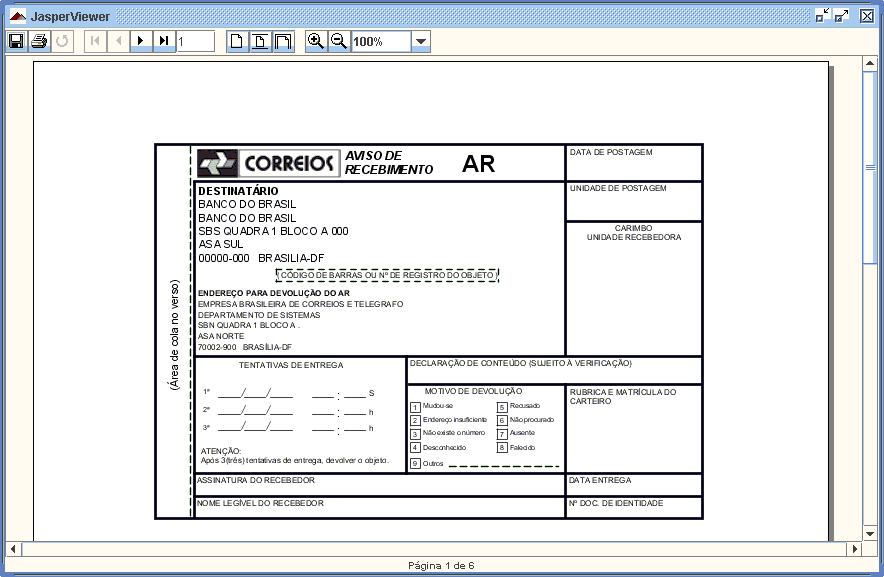 JasperViewer
1
100%
CORREIOS
AVISO DE
RECEBIMENTO
AR
DATA DE POSTAGEM
UNIDADE DE POSTAGEM
CARIMBO
UNIDADE RECEBEDORA
DESTINATÁRIO
BANCO DO BRASIL
BANCO DO BRASIL
SBS QUADRA 1 BLOCO A 000
ASA SUL
00000-000 BRASILIA-DF
( CÓDIGO DE BARRAS OU Nº DE REGISTRO DO OBJETO )
ENDEREÇO PARA DEVOLUÇÃO DO AR
EMPRESA BRASILEIRA DE CORREIOS E TELEGRAFO
DEPARTAMENTO DE SISTEMAS
SBN QUADRA 1 BLOCO A .
ASA NORTE
70002-900 BRASÍLIA-DF
(Área de cola no verso)
TENTATIVAS DE ENTREGA
1ª ____/____/____ ____ : ____ S
2ª ____/____/____ ____ : ____ h
3ª ____/____/____ ____ : ____ h
ATENÇÃO:
Após 3(três) tentativas de entrega, devolver o objeto.
DECLARAÇÃO DE CONTEÚDO (SUJEITO À VERIFICAÇÃO)
MOTIVO DE DEVOLUÇÃO
1 Mudou-se
2 Endereço insuficiente
3 Não existe o número
4 Desconhecido
5 Recusado
6 Não procurado
7 Ausente
8 Falecido
9 Outros
RUBRICA E MATRÍCULA DO
CARTEIRO
ASSINATURA DO RECEBEDOR
DATA ENTREGA
NOME LEGÍVEL DO RECEBEDOR
Nº DOC. DE IDENTIDADE
Página 1 de 6